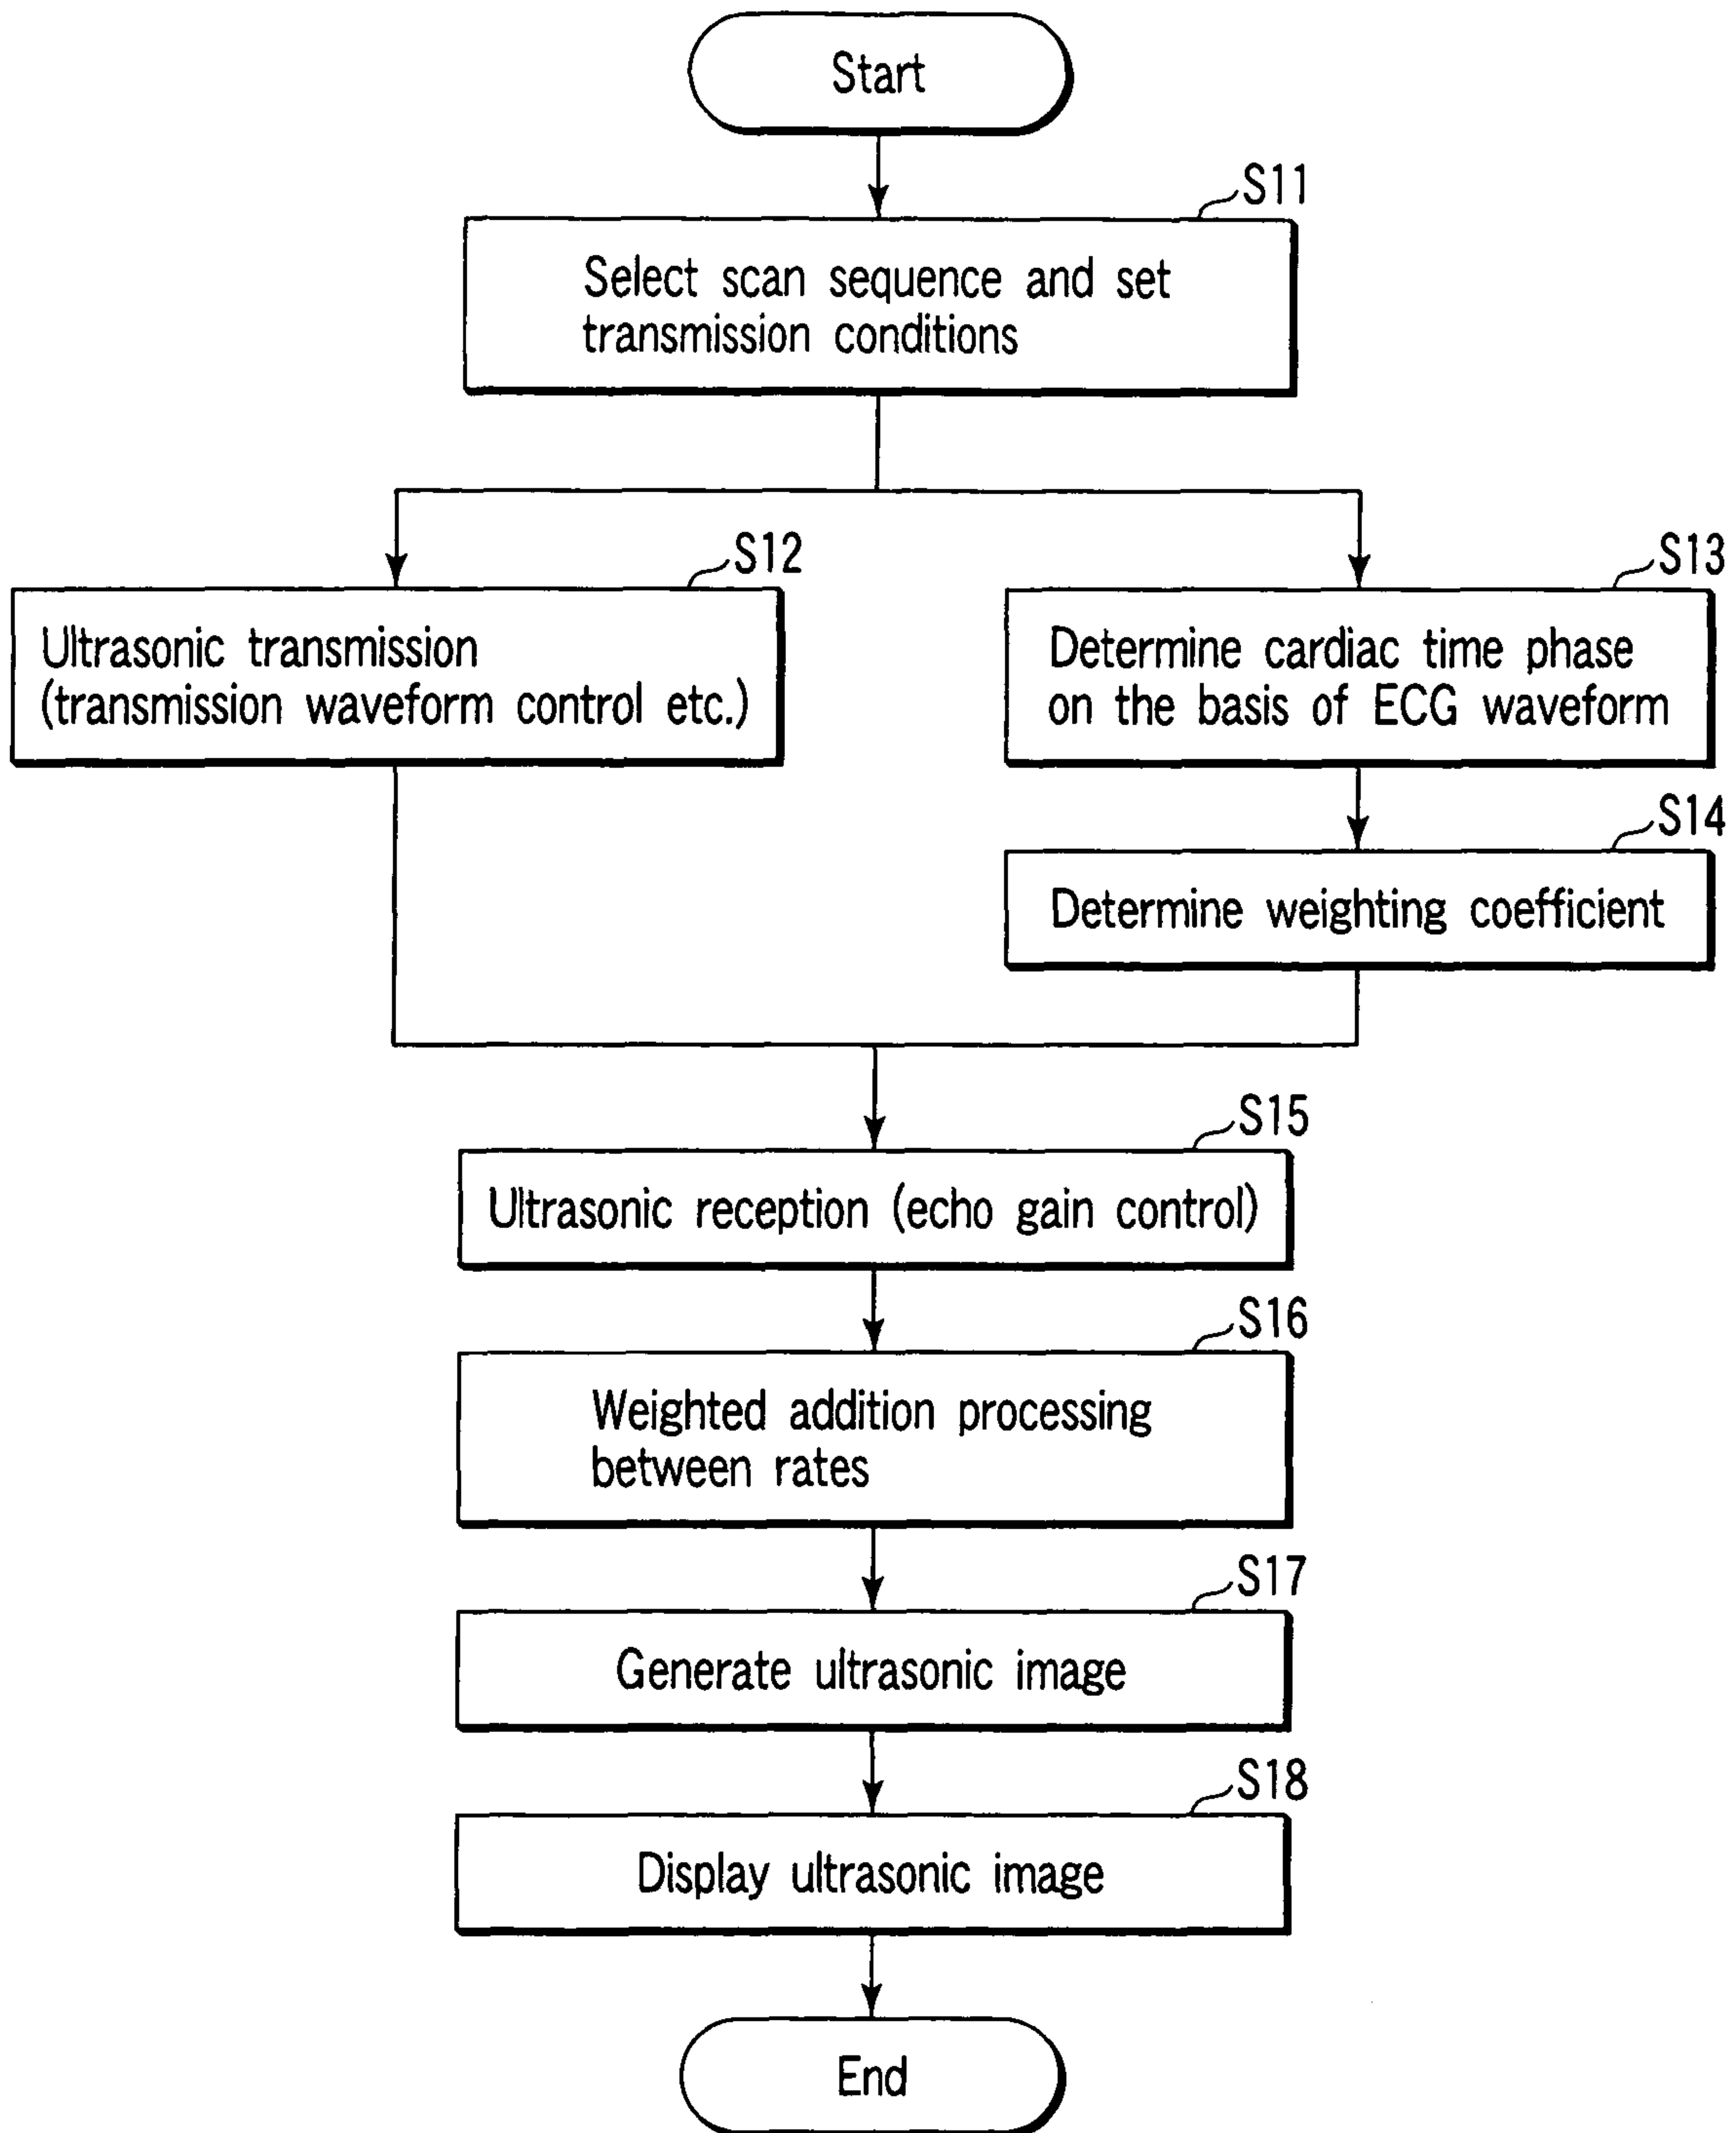 Start
S11
Select scan sequence and set
transmission conditions
S12
Ultrasonic transmission
(transmission waveform control etc.)
S13
Determine cardiac time phase
on the basis of ECG waveform
S14
Determine weighting coefficient
S15
Ultrasonic reception (echo gain control)
S16
Weighted addition processing
between rates
S17
Generate ultrasonic image
S18
Display ultrasonic image
End